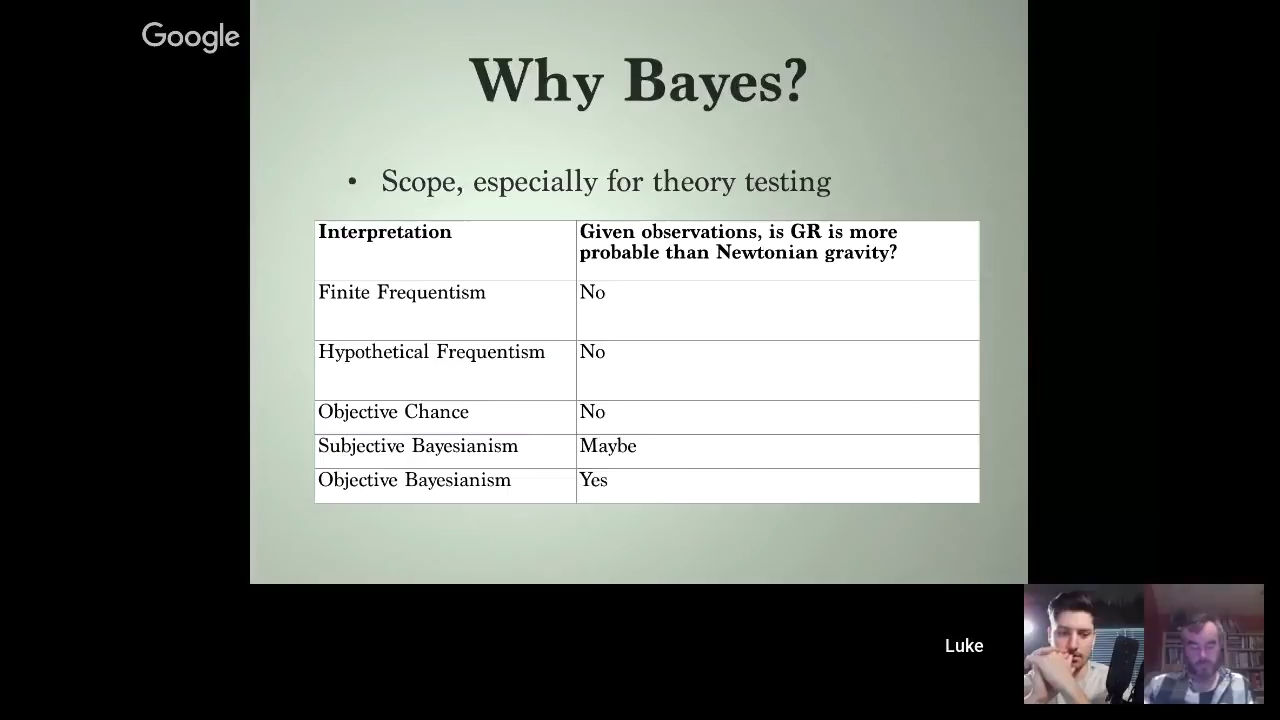 Google
Why Bayes?
• Scope, especially for theory testing
Interpretation
Given observations, is GR is more
probable than Newtonian gravity?
Finite Frequentism
No
Hypothetical Frequentism
No
Objective Chance
No
Subjective Bayesianism
Maybe
Objective Bayesianism
Yes
Luke